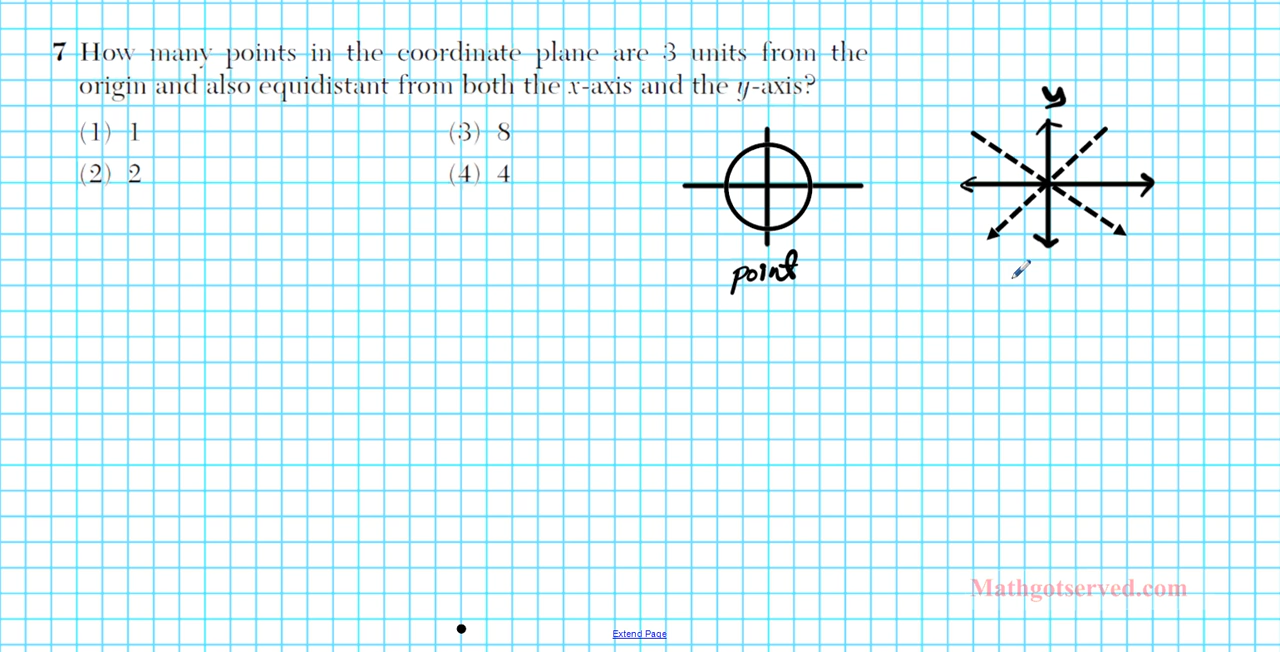 7 How many points in the coordinate plane are 3 units from the
origin and also equidistant from both the x-axis and the y-axis?
(1) 1
(3) 8
(2) 2
(4) 4
y
point
Mathgotserved.com
Extend Page